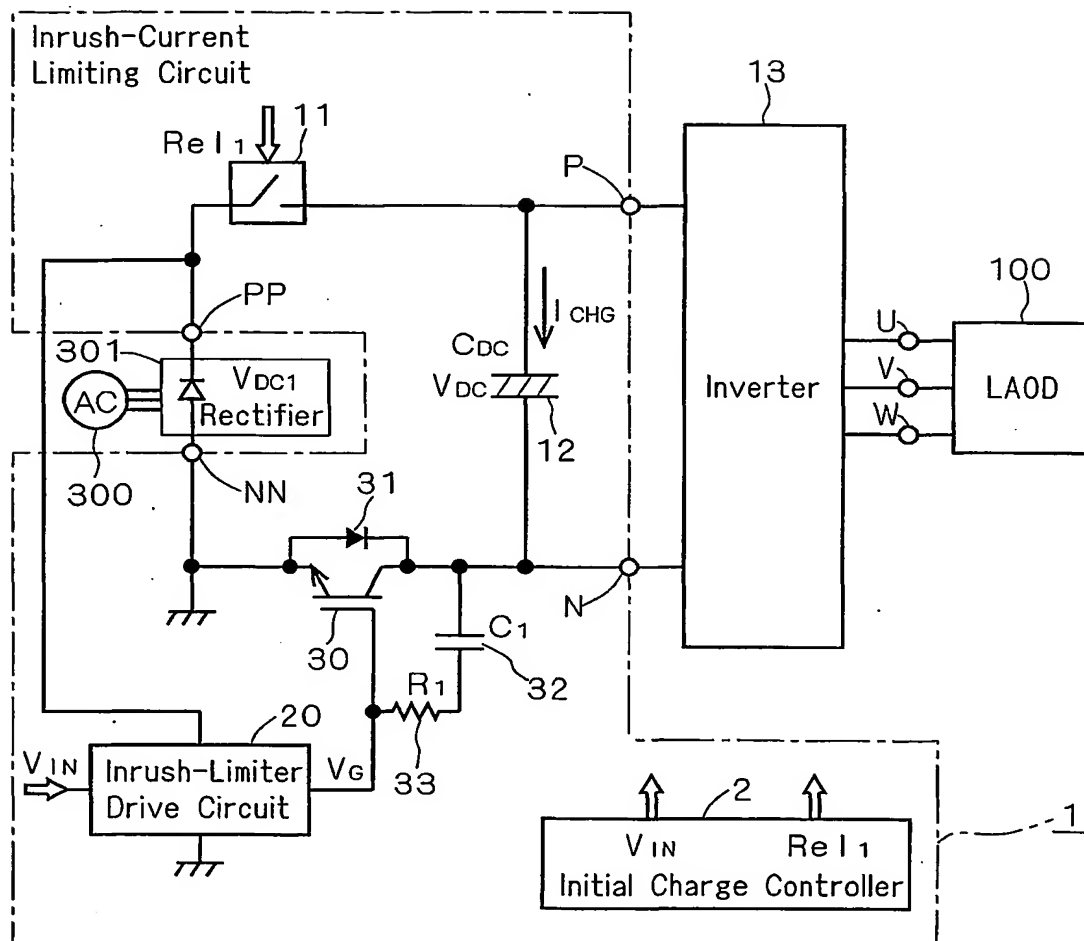 Inrush-Current
Limiting Circuit
13
11
Rel1
P
100
PP
ICHG
U
301
CDC
VDC1
V
AC
Rectifier
VDC
Inverter
LAOD
W
12
300
NN
31
N
C1
30
32
R1
20
33
VIN
Inrush-Limiter
Drive Circuit
VG
2
1
VIN
Rel1
Initial Charge Controller